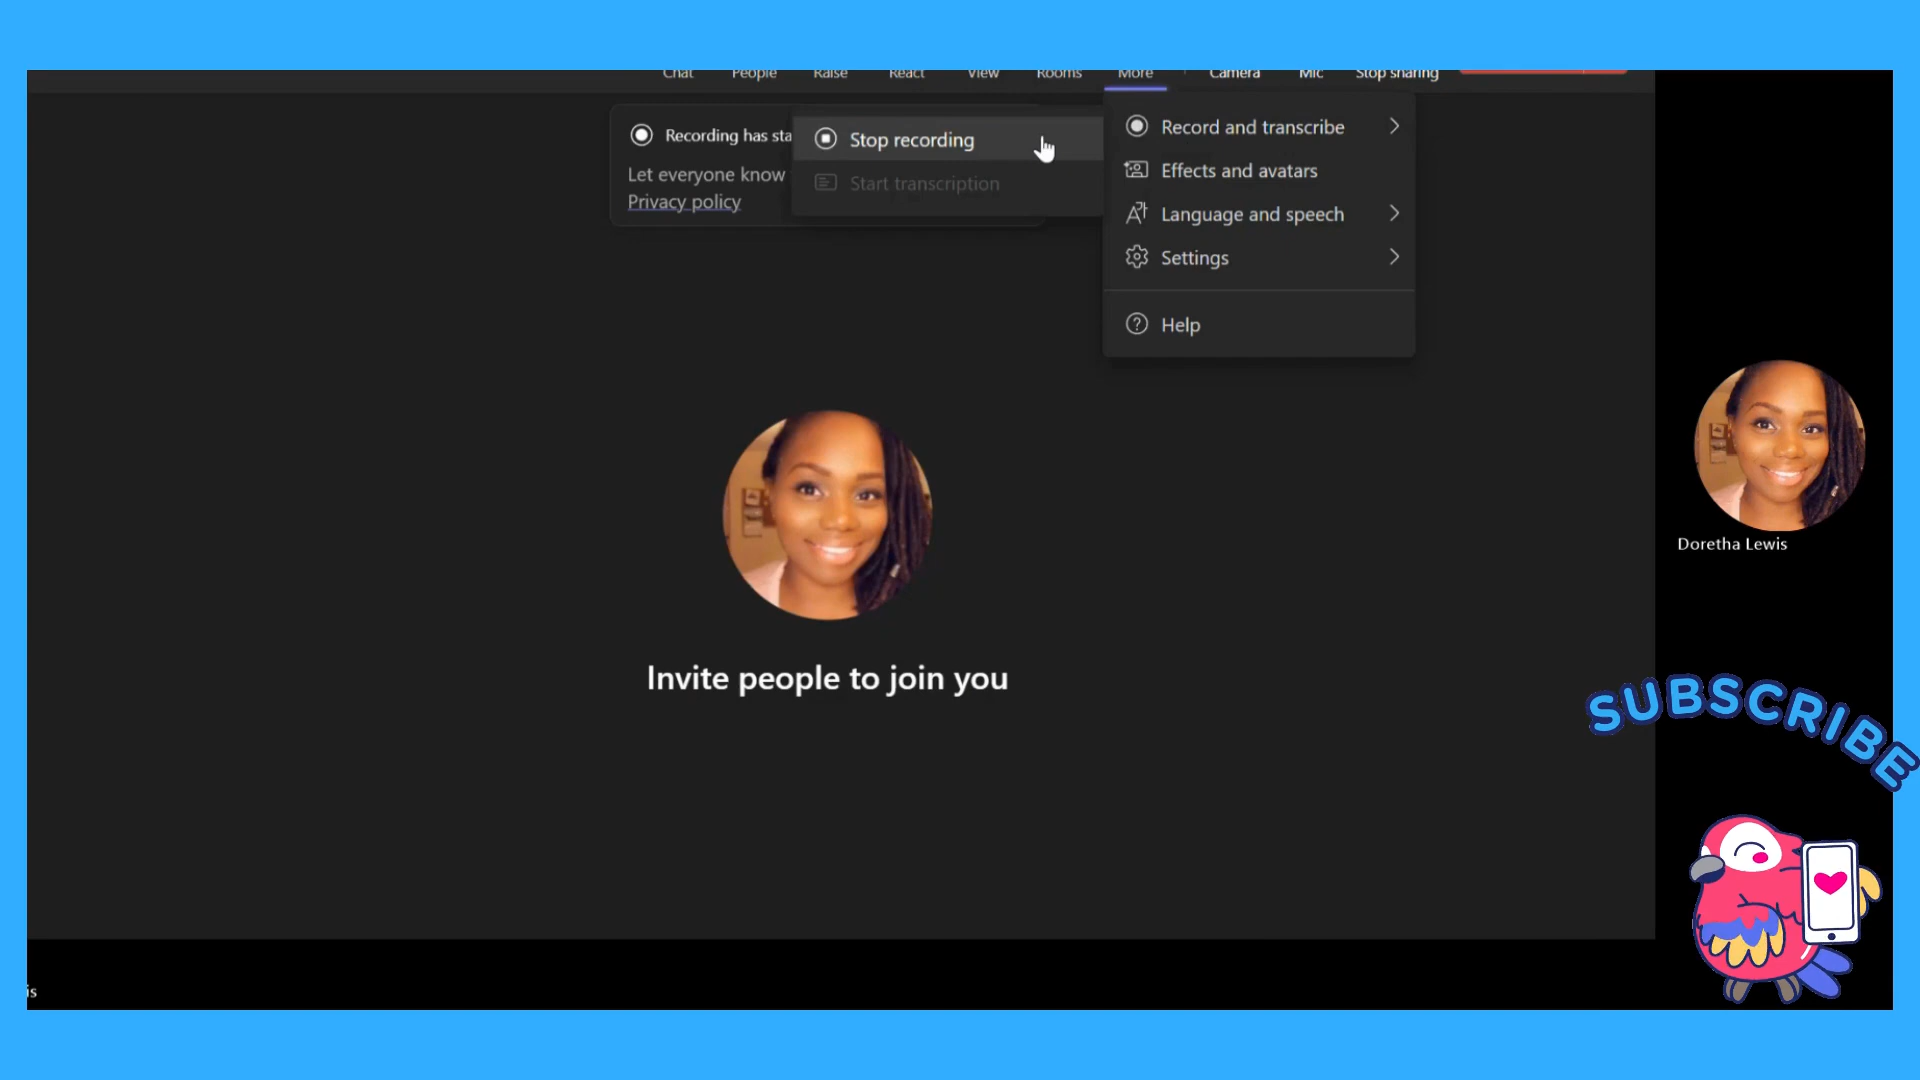 Chat People Raise React View Rooms More Camera Mic Stop sharing
Recording has sta
Let everyone know
Privacy policy
Stop recording
Start transcription
Record and transcribe
Effects and avatars
Language and speech
Settings
Help
Invite people to join you
Doretha Lewis
SUBSCRIBE
is